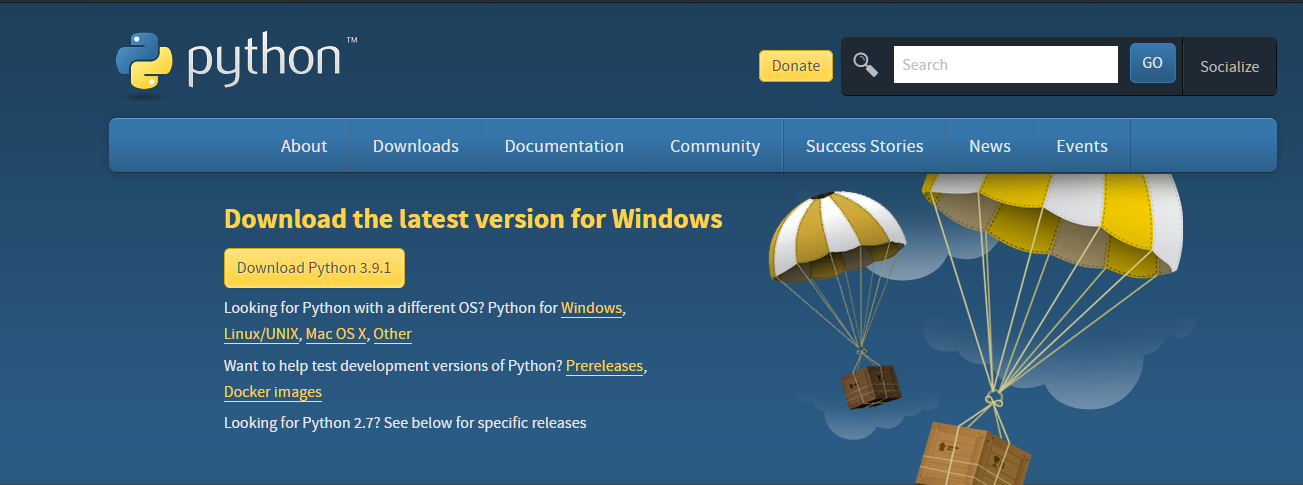 python™
Donate
Search
GO
Socialize
About Downloads Documentation Community Success Stories News Events
Download the latest version for Windows
Download Python 3.9.1
Looking for Python with a different OS? Python for Windows,
Linux/UNIX, Mac OS X, Other
Want to help test development versions of Python? Prereleases,
Docker images
Looking for Python 2.7? See below for specific releases